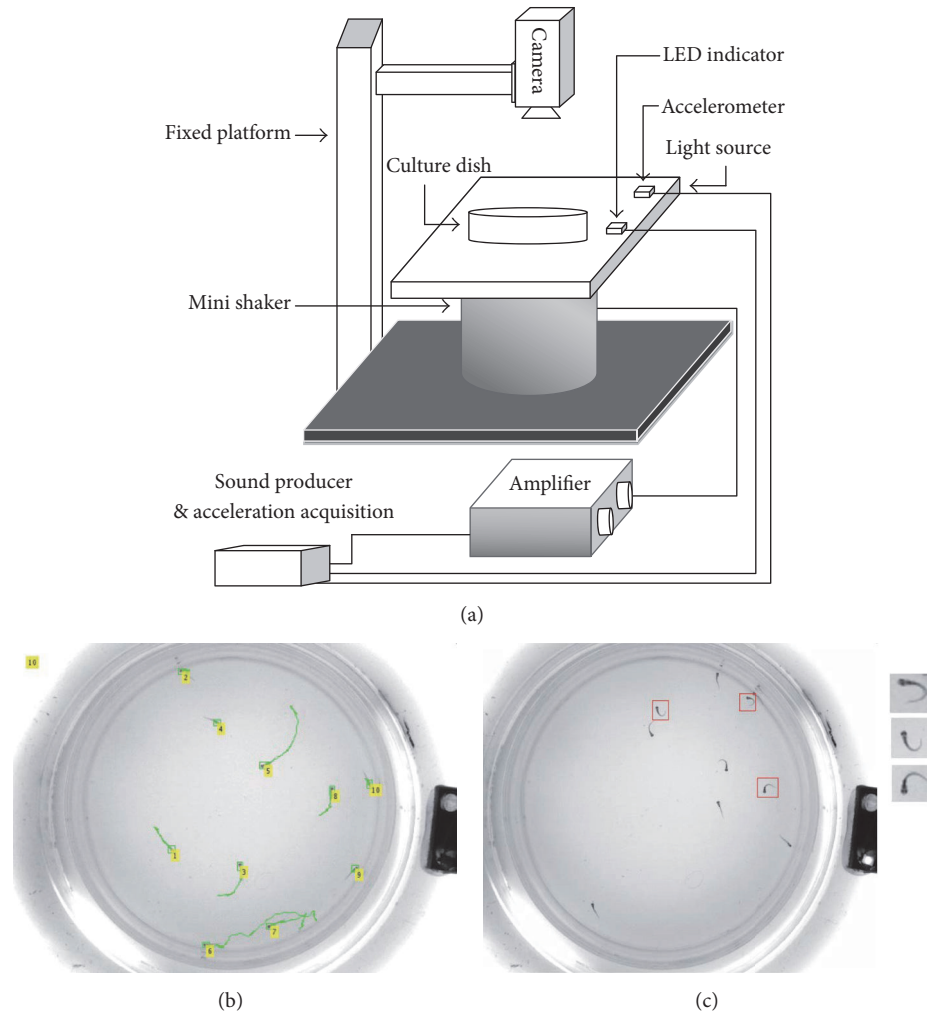 Camera
LED indicator
Accelerometer
Fixed platform
Light source
Culture dish
Mini shaker
Sound producer
& acceleration acquisition
Amplifier
(a)
10
2
4
5
8
10
1
3
9
7
6
(b)
(c)